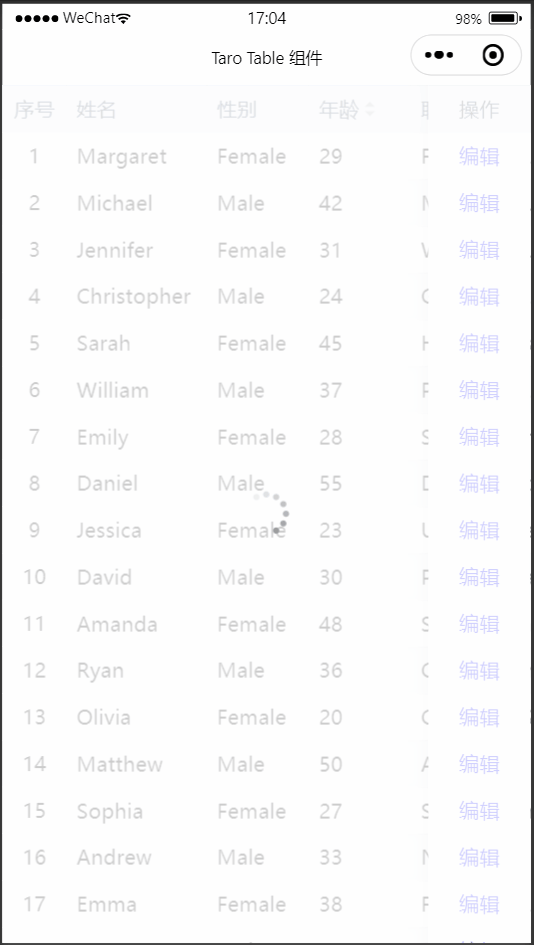 WeChat 17:04 98%
Taro Table 组件
序号 姓名 性别 年龄 操作
1 Margaret Female 29 编辑
2 Michael Male 42 编辑
3 Jennifer Female 31 编辑
4 Christopher Male 24 编辑
5 Sarah Female 45 编辑
6 William Male 37 编辑
7 Emily Female 28 编辑
8 Daniel Male 55 编辑
9 Jessica Female 23 编辑
10 David Male 30 编辑
11 Amanda Female 48 编辑
12 Ryan Male 36 编辑
13 Olivia Female 20 编辑
14 Matthew Male 50 编辑
15 Sophia Female 27 编辑
16 Andrew Male 33 编辑
17 Emma Female 38 编辑